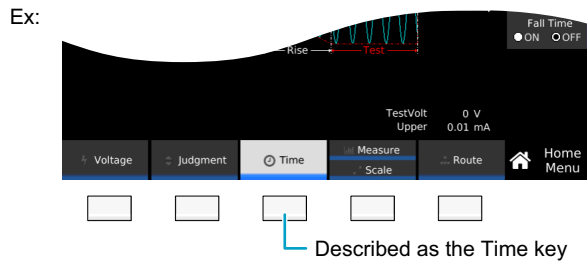 Ex:
Fall Time
ON OFF
Rise
Test
TestVolt 0 V
Upper 0.01 mA
Voltage
Judgment
Time
Measure
Scale
Route
Home
Menu
Described as the Time key